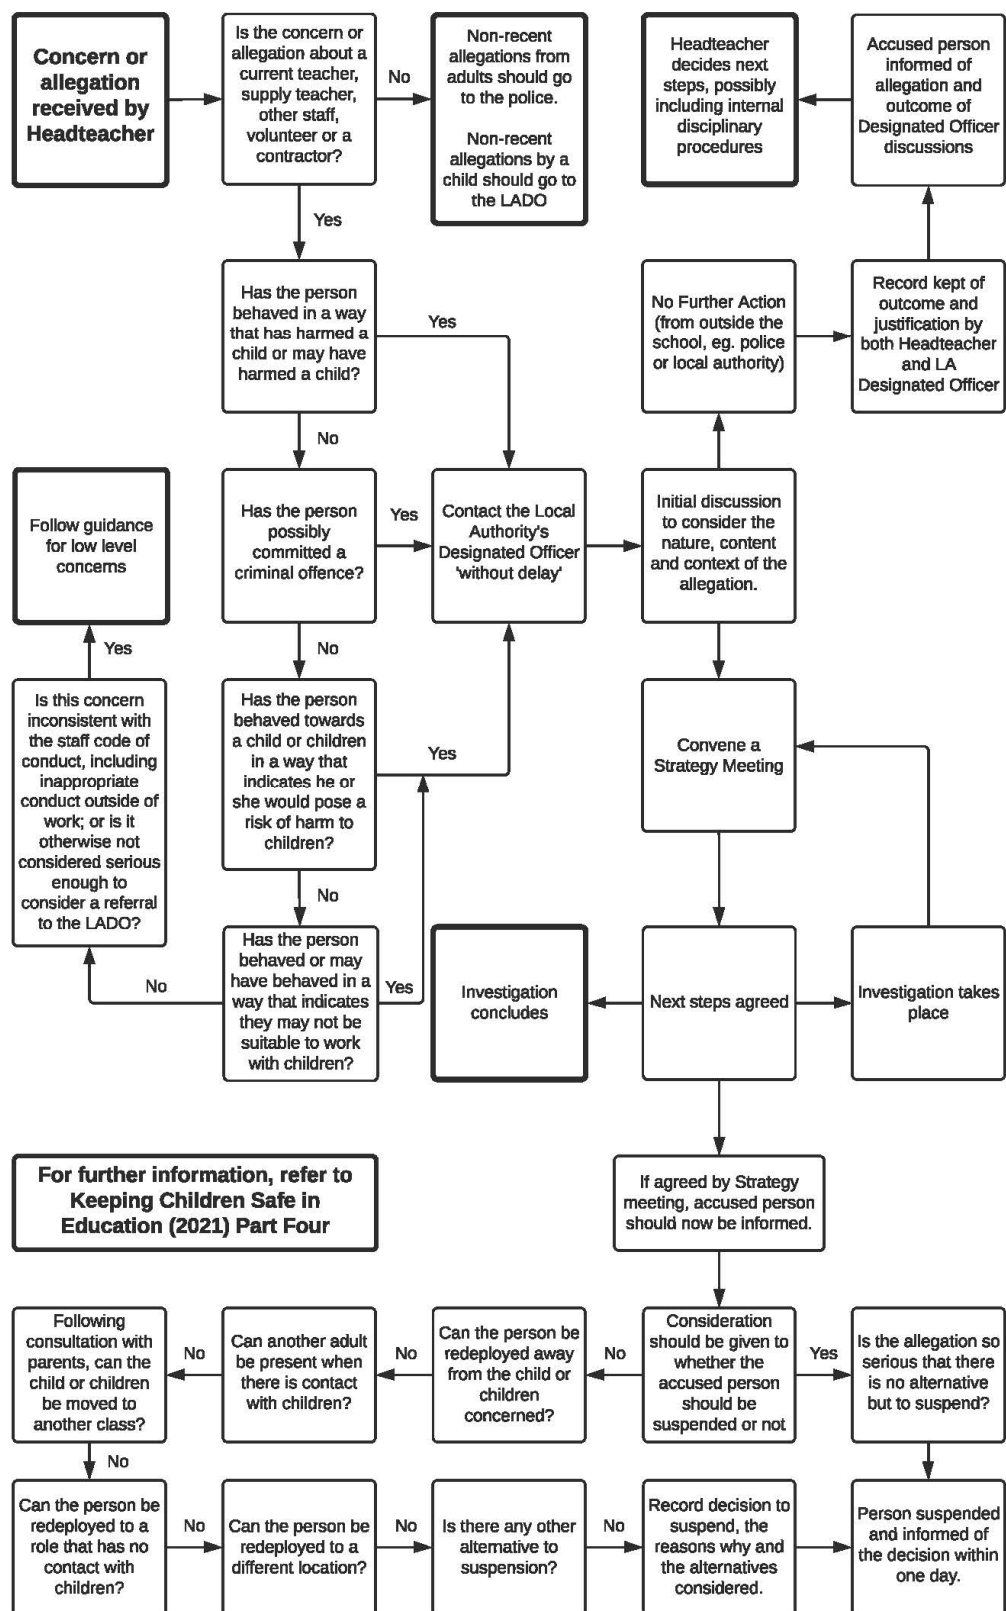 Concern or
allegation
received by
Headteacher
Is the concern or
allegation about a
current teacher,
supply teacher,
other staff,
volunteer or a
contractor?
No
Non-recent
allegations from
adults should go
to the police.
Non-recent
allegations by a
child should go to
the LADO
Headteacher
decides next
steps, possibly
including internal
disciplinary
procedures
Accused person
informed of
allegation and
outcome of
Designated Officer
discussions
Yes
Has the person
behaved in a way
that has harmed a
child or may have
harmed a child?
Yes
No Further Action
(from outside the
school, eg. police
or local authority)
Record kept of
outcome and
justification by
both Headteacher
and LA
Designated Officer
No
Follow guidance
for low level
concerns
Has the person
possibly
committed a
criminal offence?
Yes
Contact the Local
Authority's
Designated Officer
'without delay'
Initial discussion
to consider the
nature, content
and context of the
allegation.
Yes
No
Is this concern
inconsistent with
the staff code of
conduct, including
inappropriate
conduct outside of
work; or is it
otherwise not
considered serious
enough to
consider a referral
to the LADO?
Has the person
behaved towards
a child or children
in a way that
indicates he or
she would pose a
risk of harm to
children?
Yes
Convene a
Strategy Meeting
No
No
Has the person
behaved or may
have behaved in a
way that indicates
they may not be
suitable to work
with children?
Yes
Investigation
concludes
Next steps agreed
Investigation takes
place
For further information, refer to
Keeping Children Safe in
Education (2021) Part Four
If agreed by Strategy
meeting, accused person
should now be informed.
Following
consultation with
parents, can the
child or children
be moved to
another class?
No
Can another adult
be present when
there is contact
with children?
No
Can the person be
redeployed away
from the child or
children
concerned?
No
Consideration
should be given to
whether the
accused person
should be
suspended or not
Yes
Is the allegation so
serious that there
is no alternative
but to suspend?
No
Can the person be
redeployed to a
role that has no
contact with
children?
No
Can the person be
redeployed to a
different location?
No
Is there any other
alternative to
suspension?
No
Record decision to
suspend, the
reasons why and
the alternatives
considered.
Person suspended
and informed of
the decision within
one day.